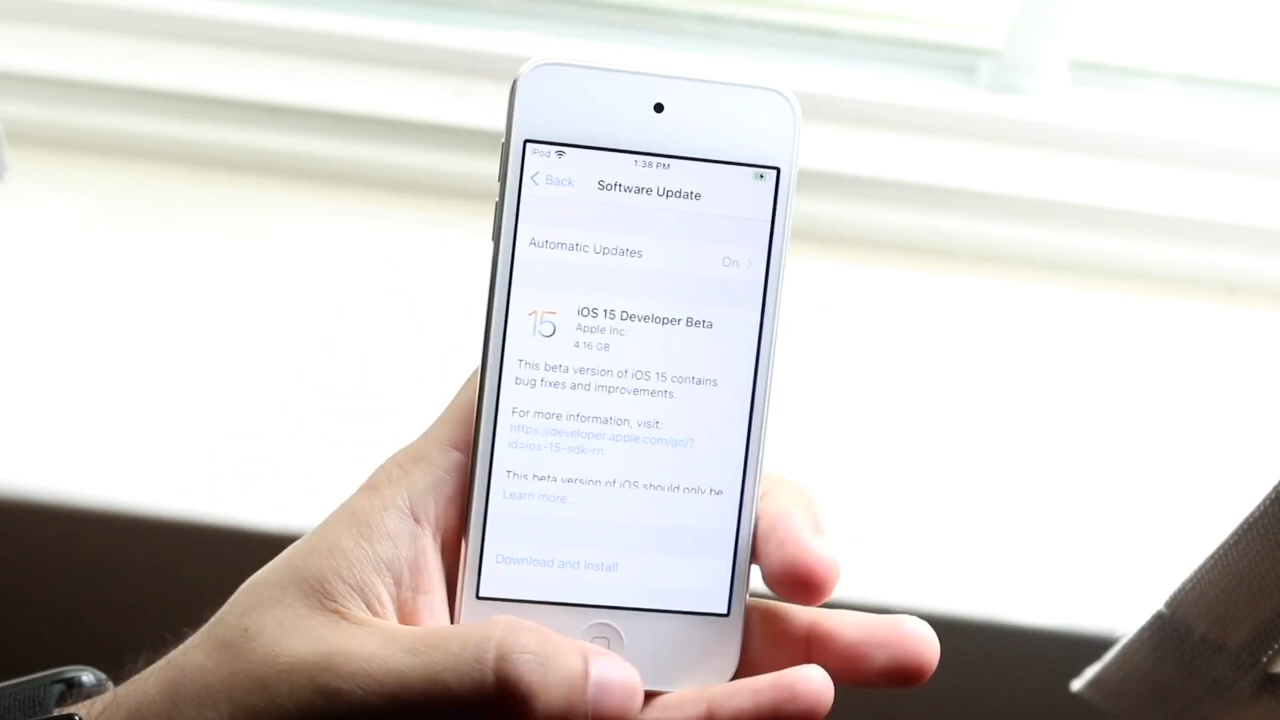 iPod
1:38 PM
Back
Software Update
Automatic Updates
On
15
iOS 15 Developer Beta
Apple Inc.
4.16 GB
This beta version of iOS 15 contains
bug fixes and improvements.
For more information, visit:
https://developer.apple.com/go/?
id=ios-15-sdk-rn
This beta version of iOS should only be
Learn more...
Download and Install